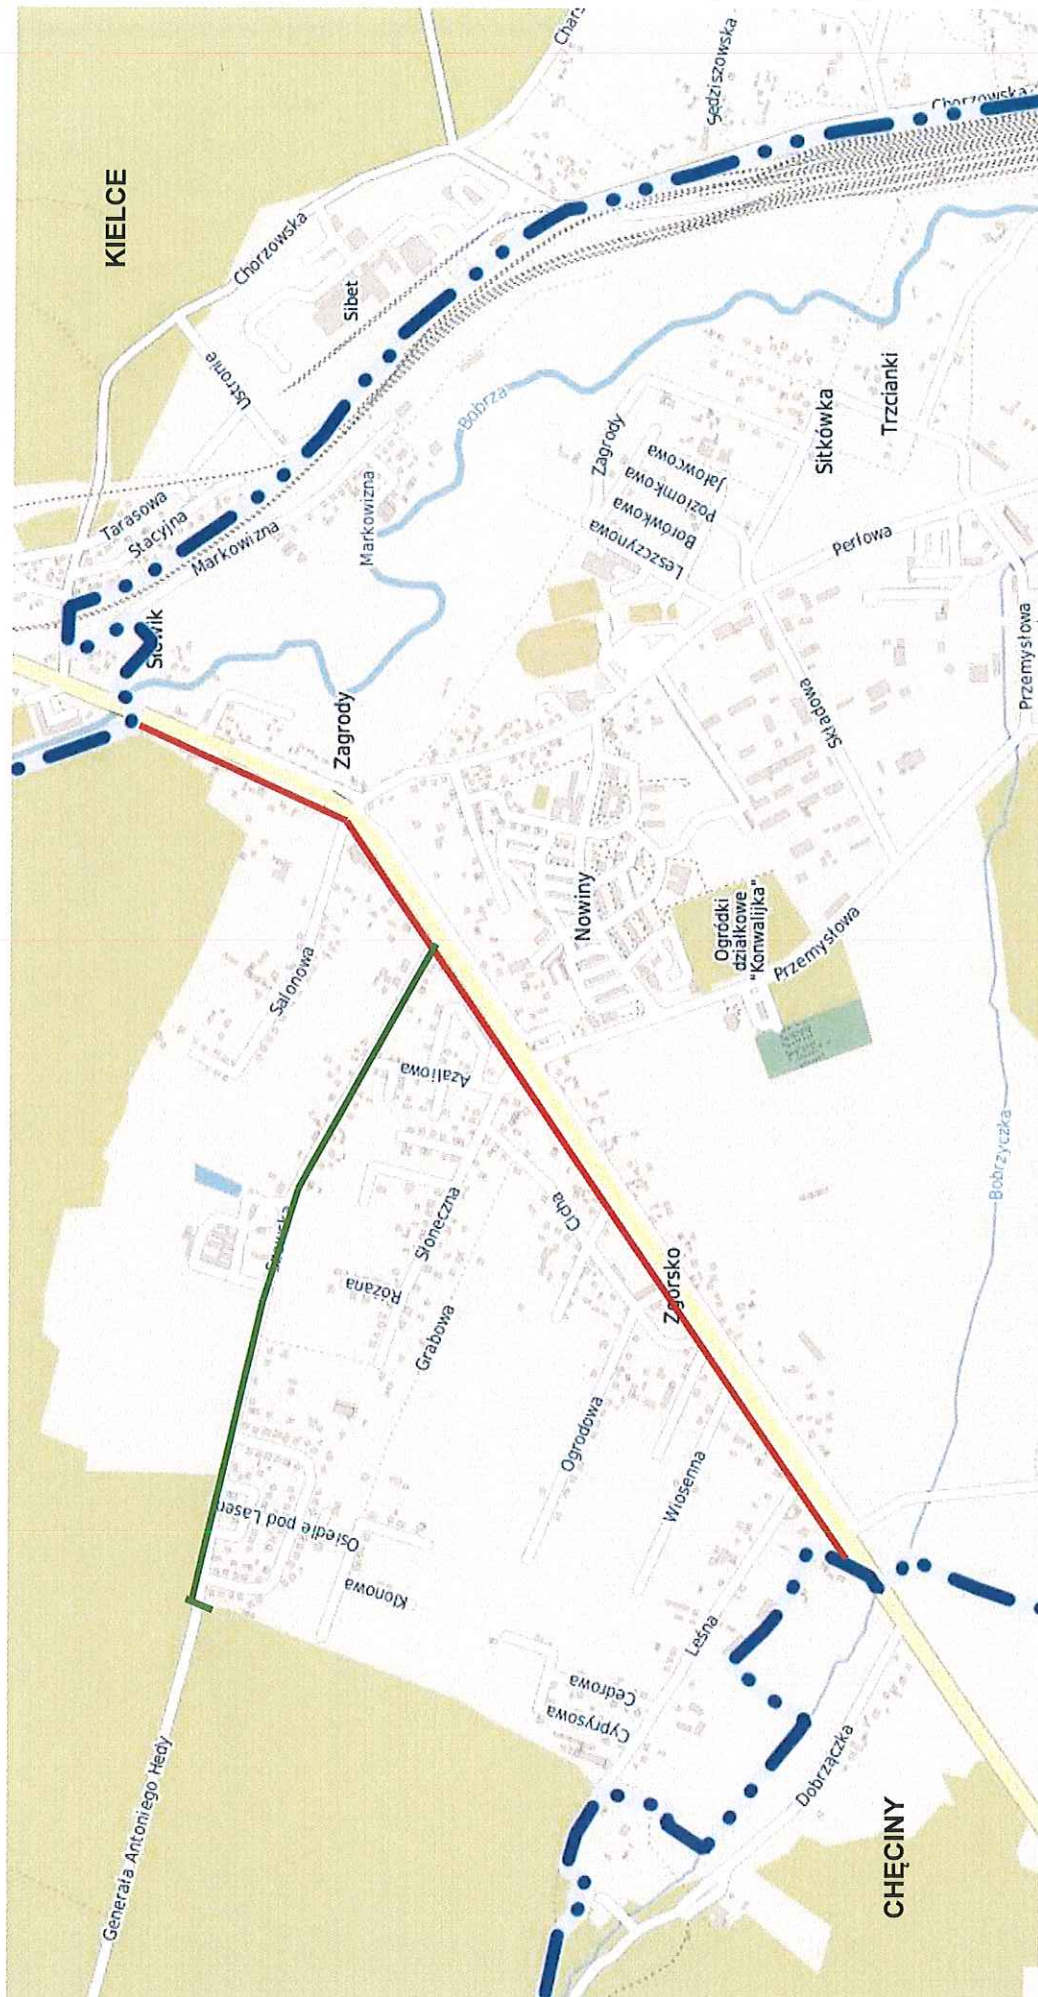 KIELCE
Chorzowska
Sędziszowska
Chorzowska
Sibet
Ustronie
Tarasowa
Stacyjna
Markowizna
Markowizna
Bobrza
Słowik
Zagrody
Zagrody
Jałowcowa
Poziomkowa
Borówkowa
Leszczynowa
Sitkówka
Trzcianki
Perłowa
Składowa
Przemysłowa
Nowiny
Ogródki
działkowe
"Konwalijka"
Przemysłowa
Salonowa
Azaliowa
Słoneczna
Różana
Grabowa
Cicha
Zgórsko
Bobrzyczka
Ogrodowa
Wiosenna
Osiedle pod Lasem
Klonowa
Leśna
Cedrowa
Cyprysowa
Dobrzączka
Generała Antoniego Hedy
CHĘCINY